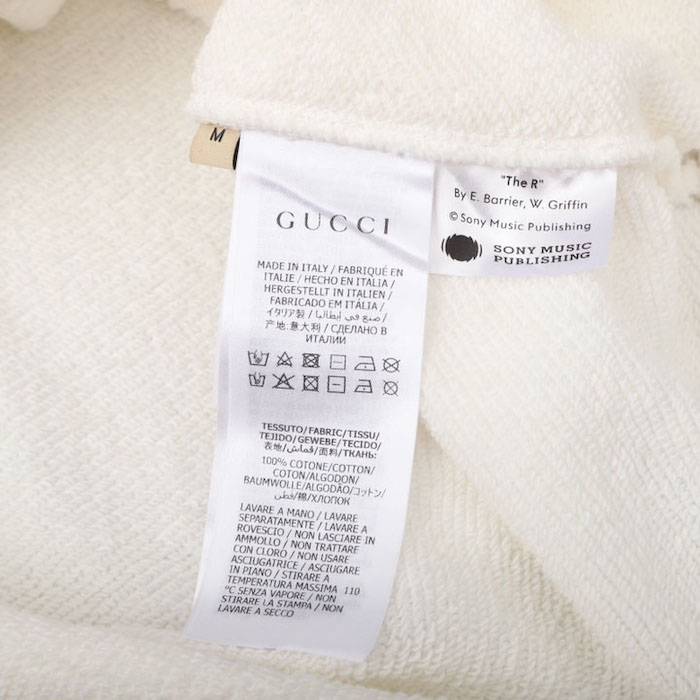 M
GUCCI
MADE IN ITALY / FABRIQUÉ EN
ITALIE / HECHO EN ITALIA /
HERGESTELLT IN ITALIEN /
FABRICADO EM ITÁLIA /
イタリア製 / صنع في إيطاليا /
产地:意大利 / СДЕЛАНО В
ИТАЛИИ
TESSUTO/FABRIC/TISSU/
TEJIDO/GEWEBE/TECIDO/
表地/قماش/面料/ТКАНЬ:
100% COTONE/COTTON/
COTON/ALGODON/
BAUMWOLLE/ALGODÃO/コットン/
قطن/棉/ХЛОПОК
LAVARE A MANO / LAVARE
SEPARATAMENTE / LAVARE A
ROVESCIO / NON LASCIARE IN
AMMOLLO / NON TRATTARE
CON CLORO / NON USARE
ASCIUGATRICE / ASCIUGARE
IN PIANO / STIRARE A
TEMPERATURA MASSIMA 110
°C SENZA VAPORE / NON
STIRARE LA STAMPA / NON
LAVARE A SECCO
"The R"
By E. Barrier, W. Griffin
© Sony Music Publishing
SONY MUSIC
PUBLISHING